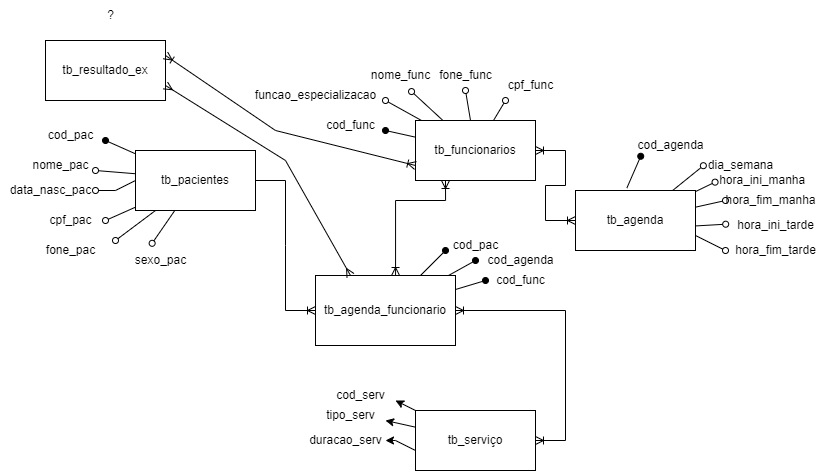 ?
tb_resultado_ex
nome_func
fone_func
cpf_func
funcao_especializacao
cod_func
tb_funcionarios
cod_pac
nome_pac
data_nasc_pac
cpf_pac
fone_pac
sexo_pac
tb_pacientes
cod_agenda
dia_semana
hora_ini_manha
hora_fim_manha
hora_ini_tarde
hora_fim_tarde
tb_agenda
cod_pac
cod_agenda
cod_func
tb_agenda_funcionario
cod_serv
tipo_serv
duracao_serv
tb_serviço